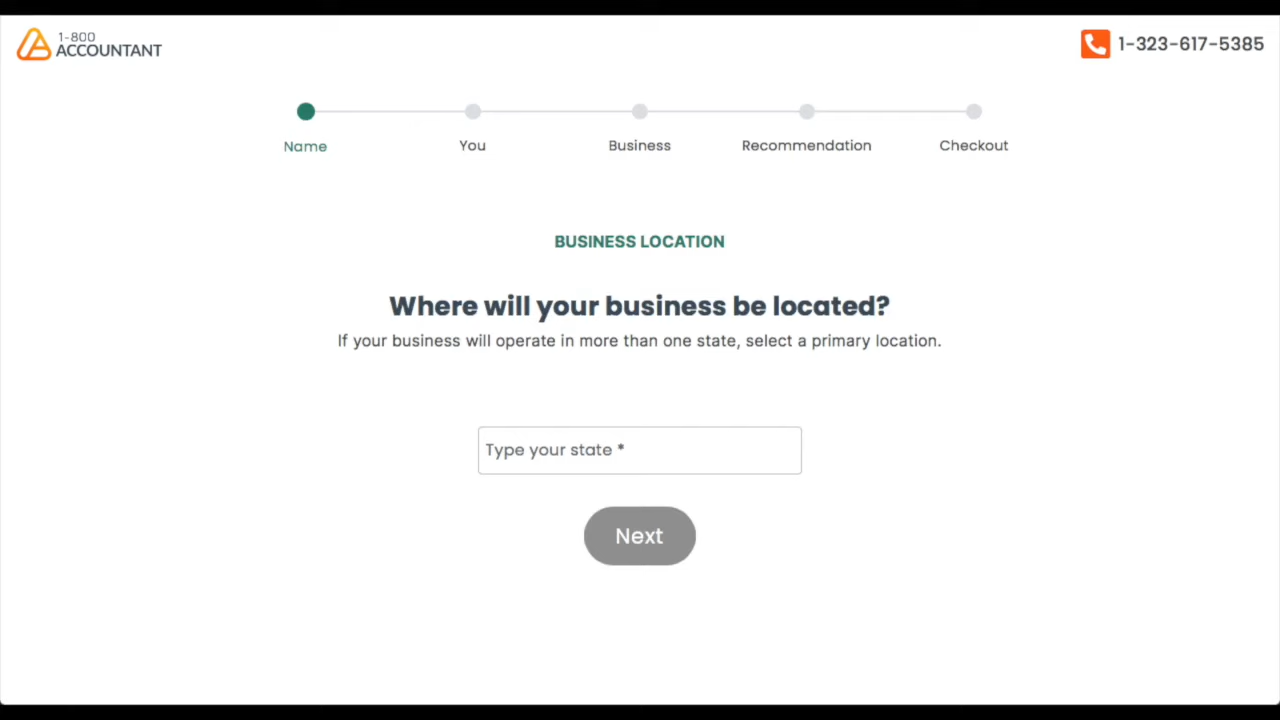 1-800
ACCOUNTANT
1-323-617-5385
Name
You
Business
Recommendation
Checkout
BUSINESS LOCATION
Where will your business be located?
If your business will operate in more than one state, select a primary location.
Type your state *
Next